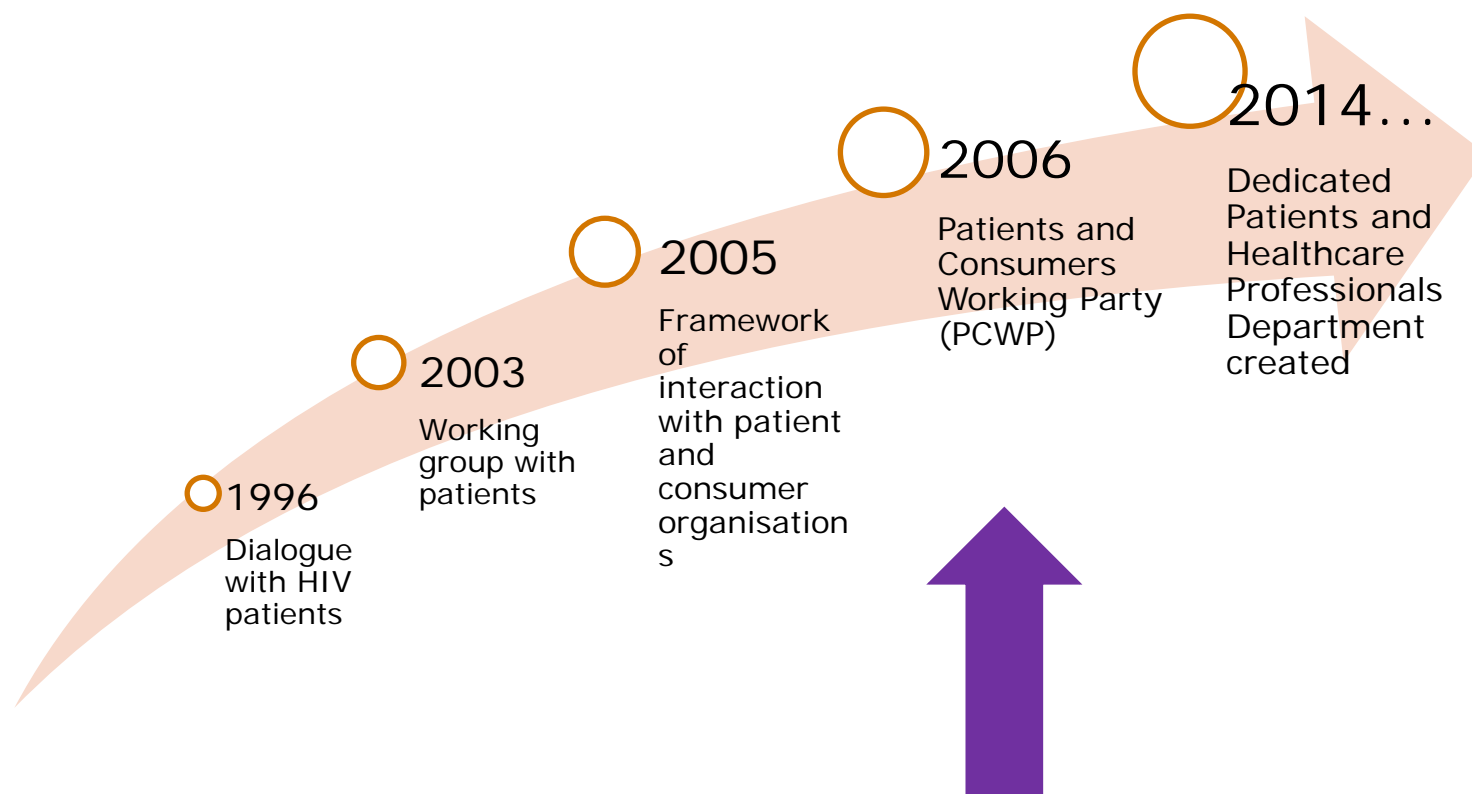 1996
Dialogue
with HIV
patients
2003
Working
group with
patients
2005
Framework
of
interaction
with patient
and
consumer
organisation
s
2006
Patients and
Consumers
Working Party
(PCWP)
2014...
Dedicated
Patients and
Healthcare
Professionals
Department
created